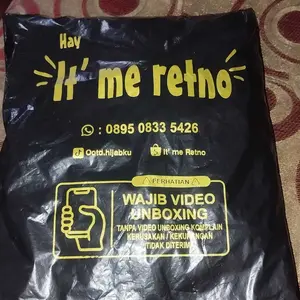 Hay
It' me retno
: 0895 0833 5426
Ootd.hijabku
It' me Retno
PERHATIAN
WAJIB VIDEO
UNBOXING
TANPA VIDEO UNBOXING KOMPLAIN
KERUSAKAN / KEKURANGAN
TIDAK DITERIMA